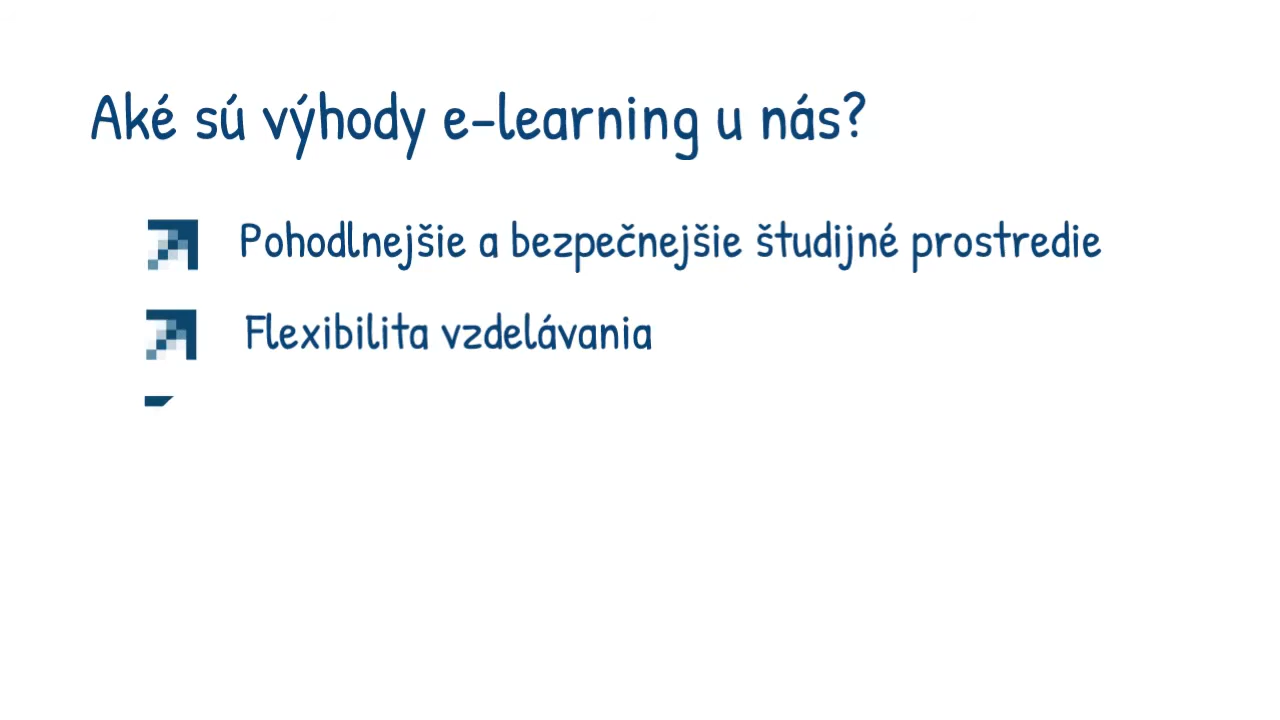 Aké sú výhody e-learning u nás?
Pohodlnejšie a bezpečnejšie študijné prostredie
Flexibilita vzdelávania